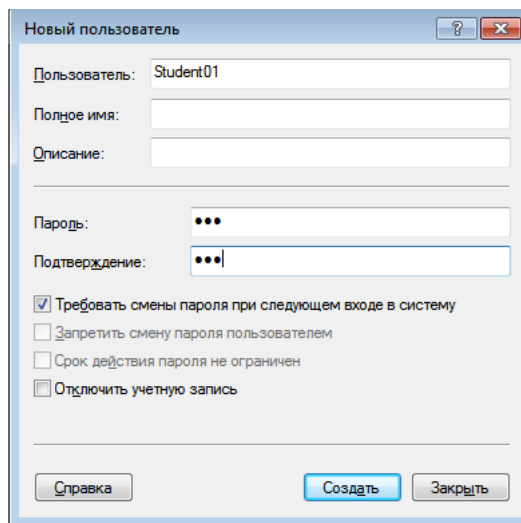 Новый пользователь
Пользователь: Student01
Полное имя:
Описание:
Пароль: •••
Подтверждение: •••
Требовать смены пароля при следующем входе в систему
Запретить смену пароля пользователем
Срок действия пароля не ограничен
Отключить учетную запись
Справка Создать Закрыть